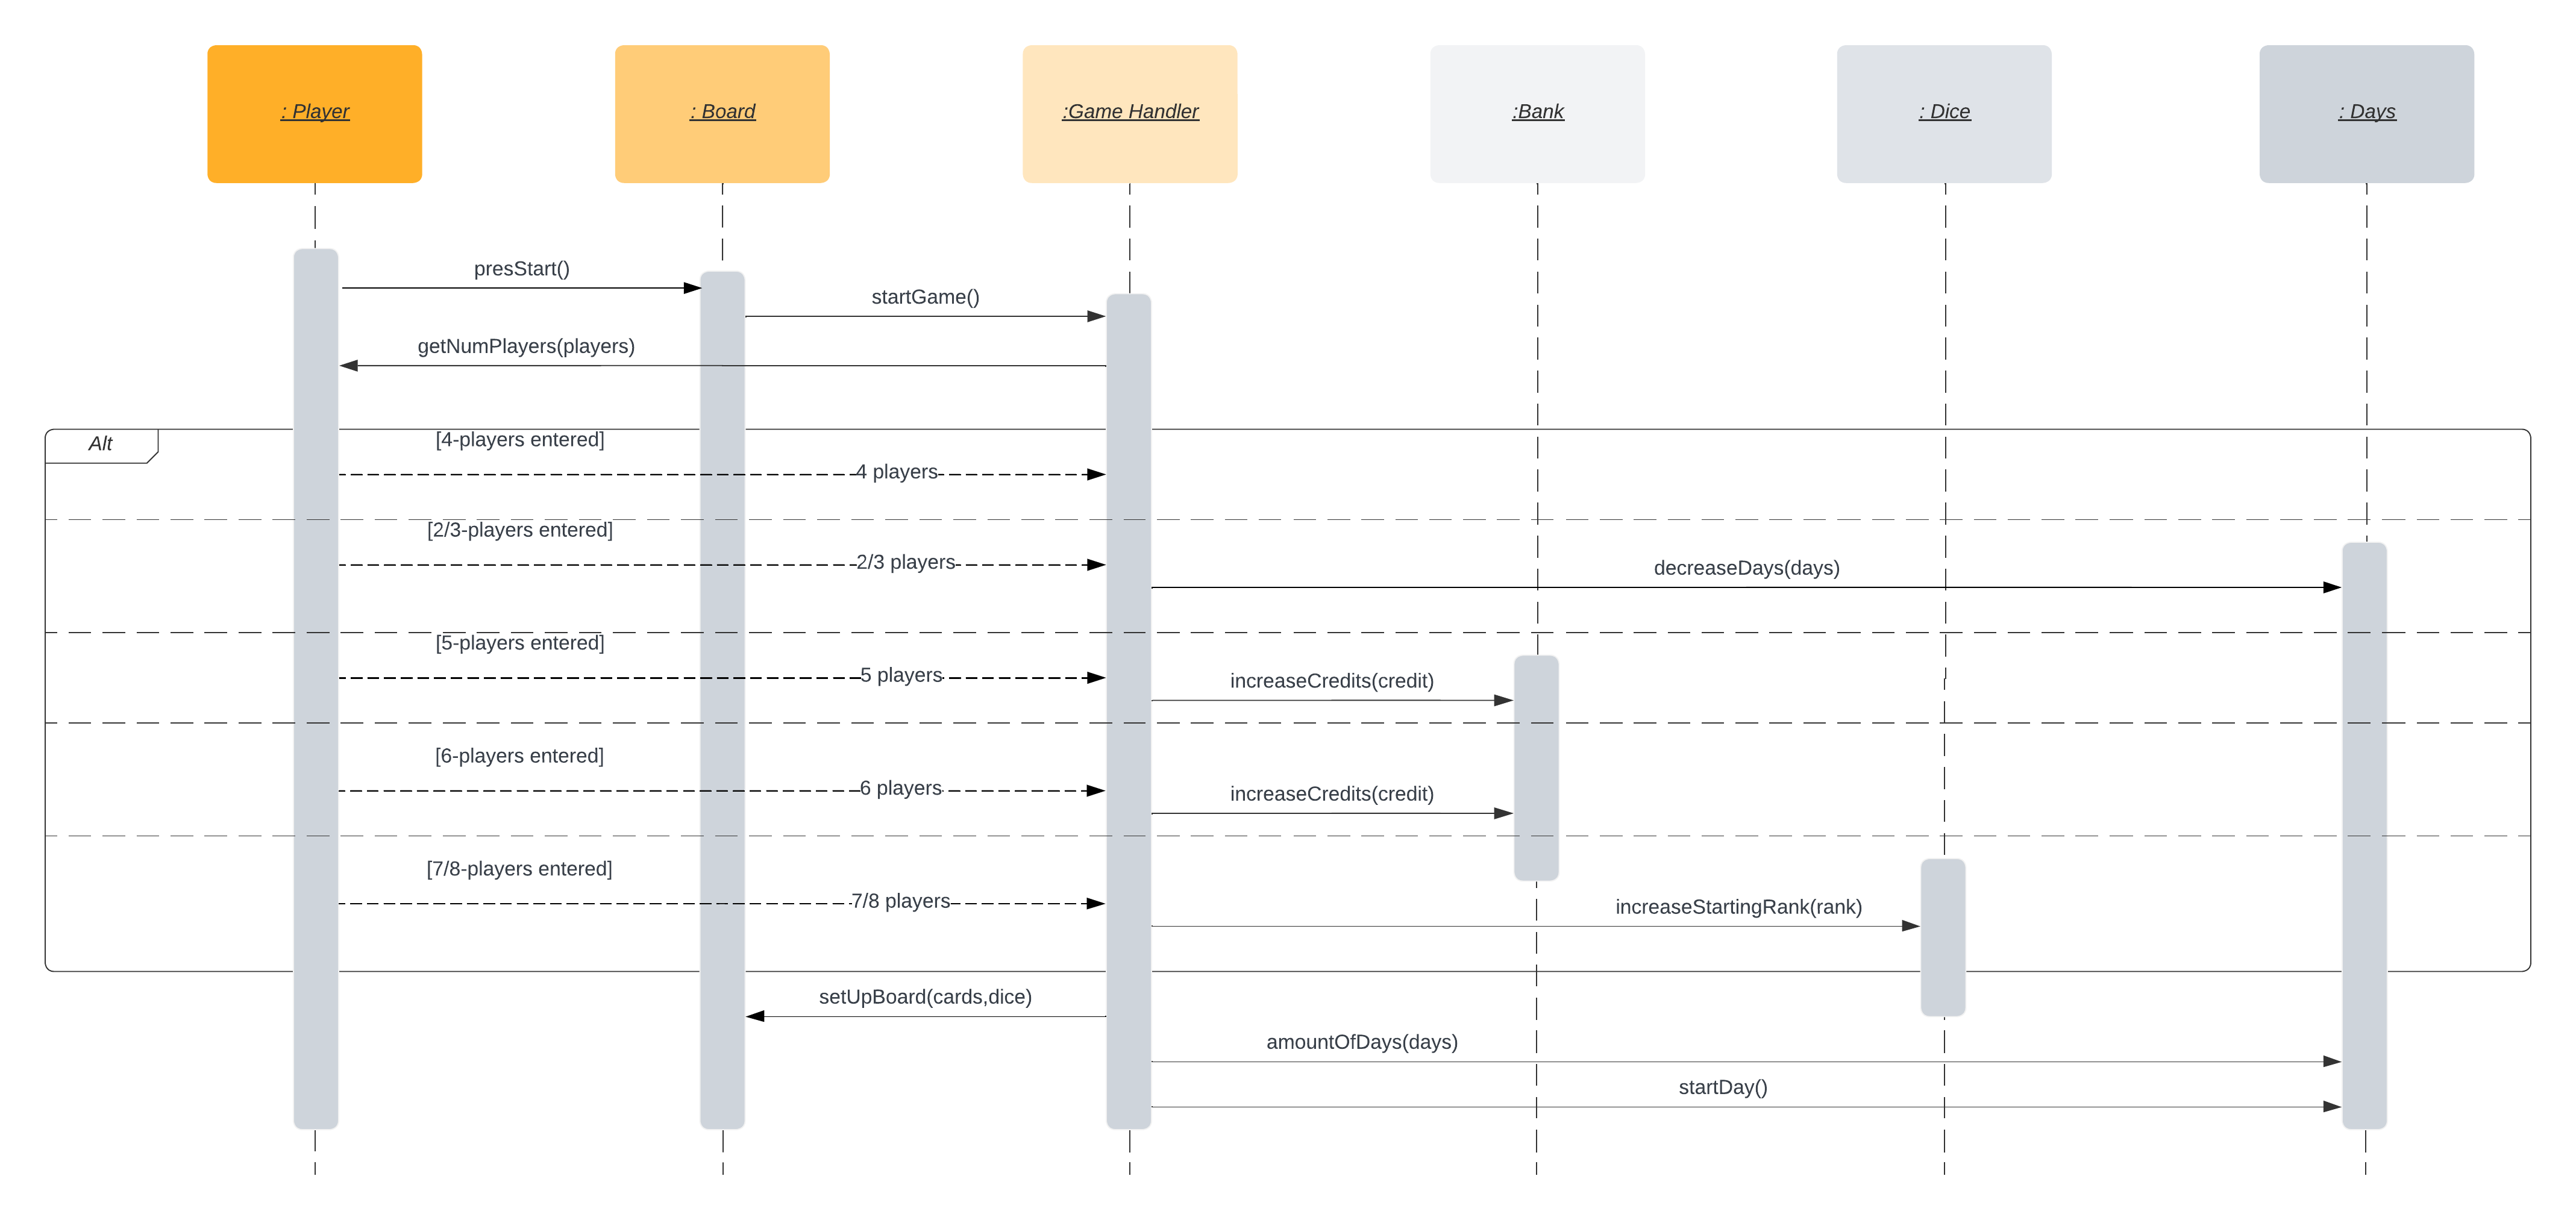 : Player
: Board
:Game Handler
:Bank
: Dice
: Days
presStart()
startGame()
getNumPlayers(players)
Alt
[4-players entered]
4 players
[2/3-players entered]
2/3 players
decreaseDays(days)
[5-players entered]
5 players
increaseCredits(credit)
[6-players entered]
6 players
increaseCredits(credit)
[7/8-players entered]
7/8 players
increaseStartingRank(rank)
setUpBoard(cards,dice)
amountOfDays(days)
startDay()